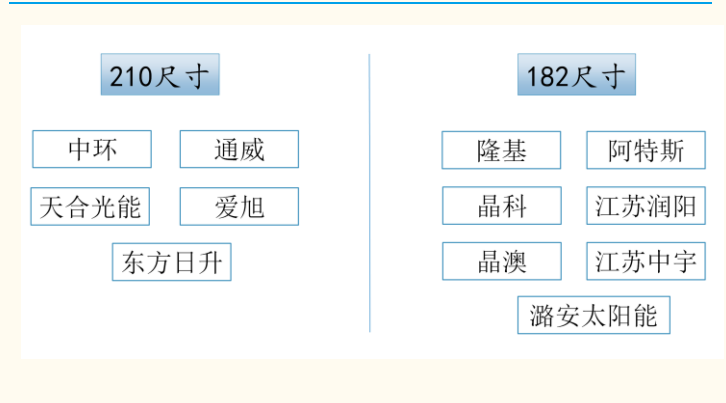 210尺寸
中环
通威
天合光能
爱旭
东方日升
182尺寸
隆基
阿特斯
晶科
江苏润阳
晶澳
江苏中宇
潞安太阳能